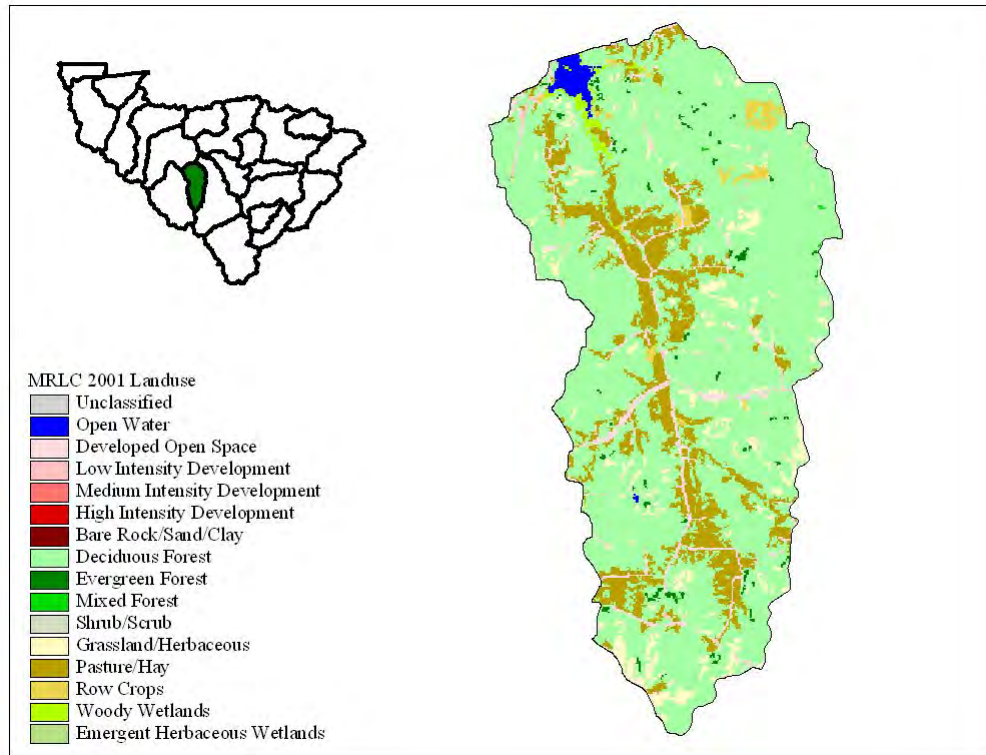 MRLC 2001 Landuse
Unclassified
Open Water
Developed Open Space
Low Intensity Development
Medium Intensity Development
High Intensity Development
Bare Rock/Sand/Clay
Deciduous Forest
Evergreen Forest
Mixed Forest
Shrub/Scrub
Grassland/Herbaceous
Pasture/Hay
Row Crops
Woody Wetlands
Emergent Herbaceous Wetlands